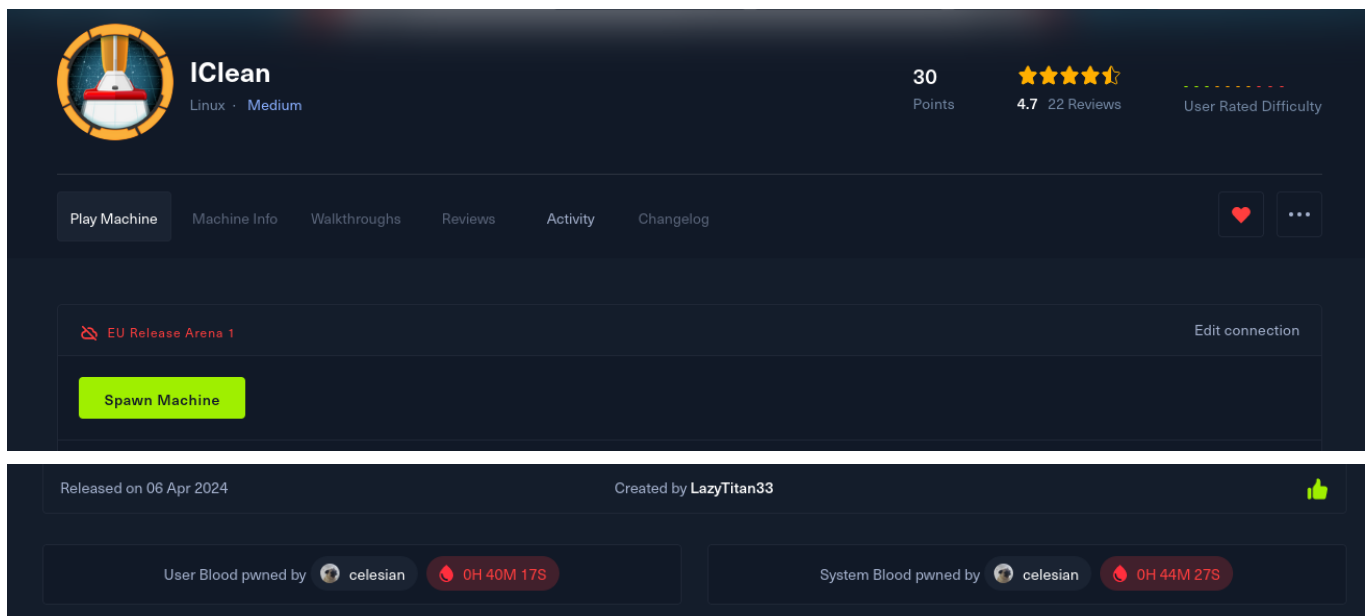 IClean
Linux · Medium
30
Points
4.7 22 Reviews
User Rated Difficulty
Play Machine Machine Info Walkthroughs Reviews Activity Changelog
EU Release Arena 1
Edit connection
Spawn Machine
Released on 06 Apr 2024
Created by LazyTitan33
User Blood pwned by celesian 0H 40M 17S
System Blood pwned by celesian 0H 44M 27S